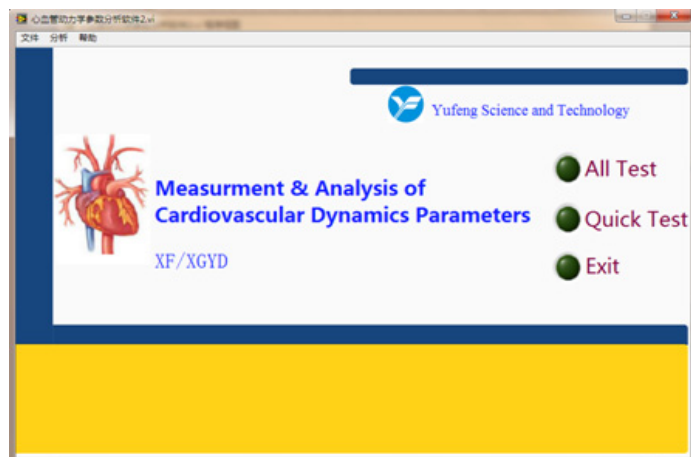 心血管动力学参数分析软件2.vi
文件 分析 帮助
Yufeng Science and Technology
Measurment & Analysis of
Cardiovascular Dynamics Parameters
XF/XGYD
All Test
Quick Test
Exit